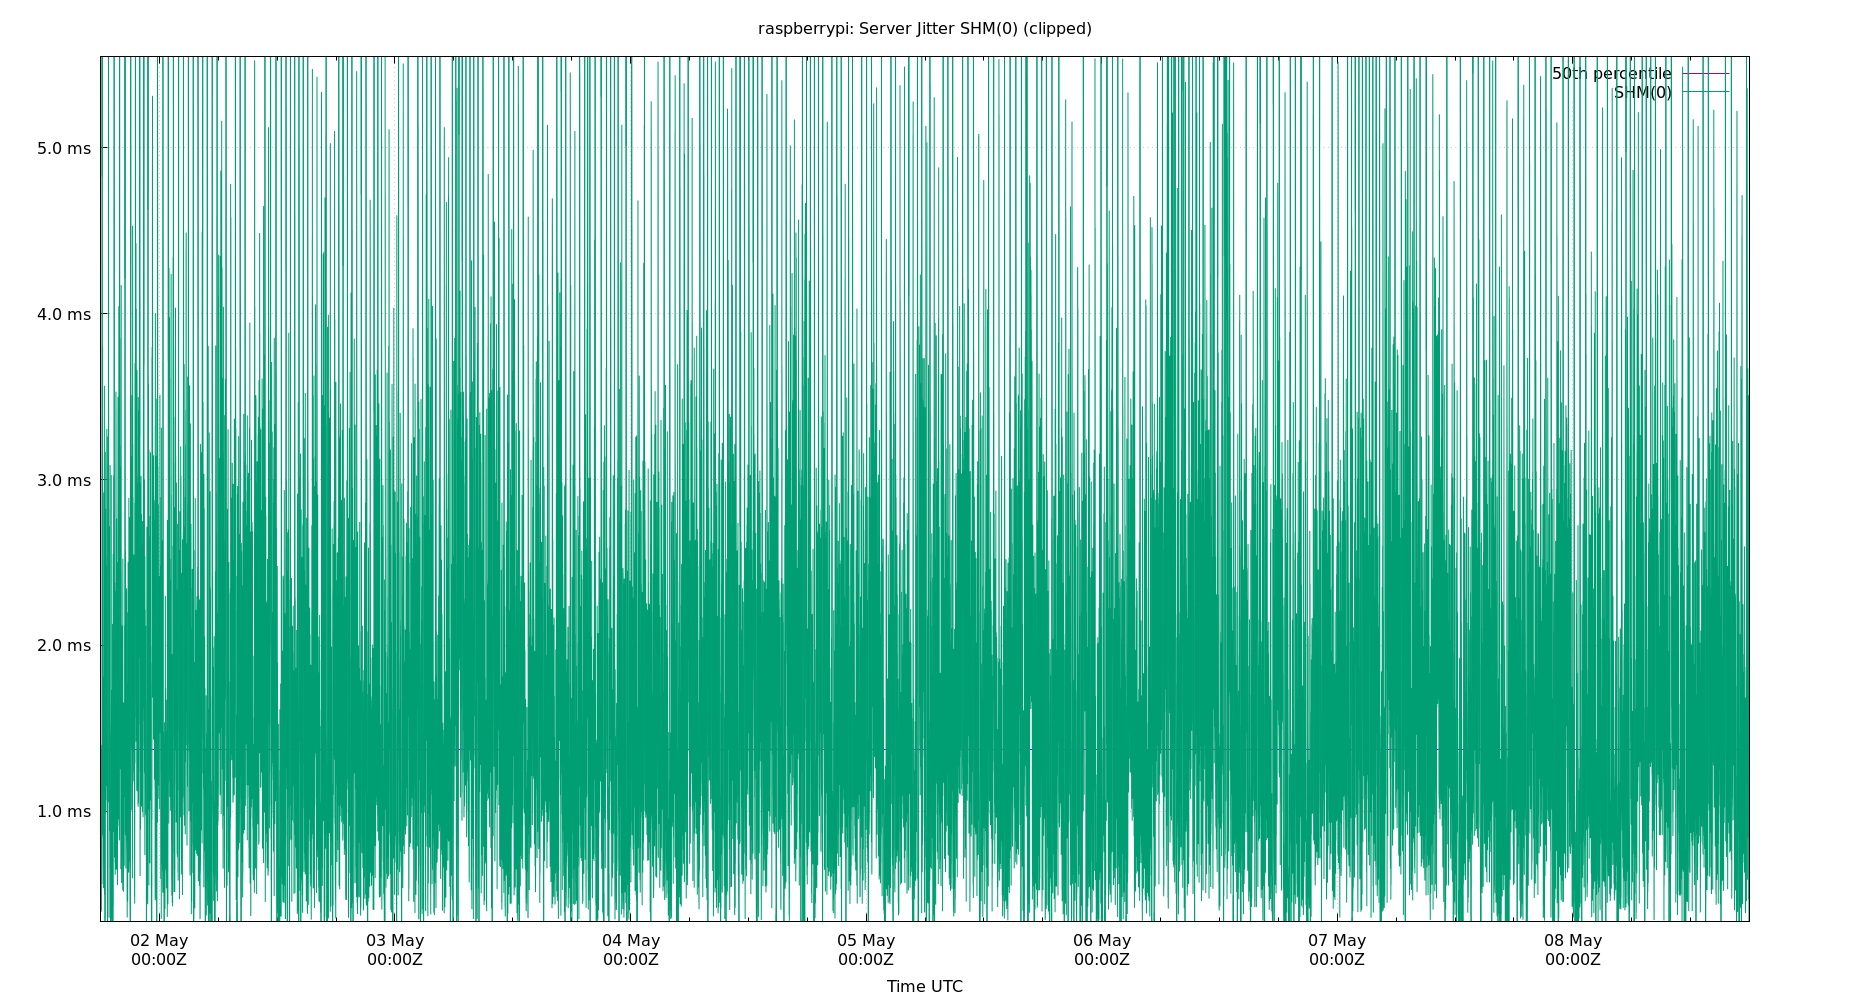 raspberrypi: Server Jitter SHM(0) (clipped)
50th percentile
SHM(0)
5.0 ms
4.0 ms
3.0 ms
2.0 ms
1.0 ms
02 May 03 May 04 May 05 May 06 May 07 May 08 May
00:00Z 00:00Z 00:00Z 00:00Z 00:00Z 00:00Z 00:00Z
Time UTC